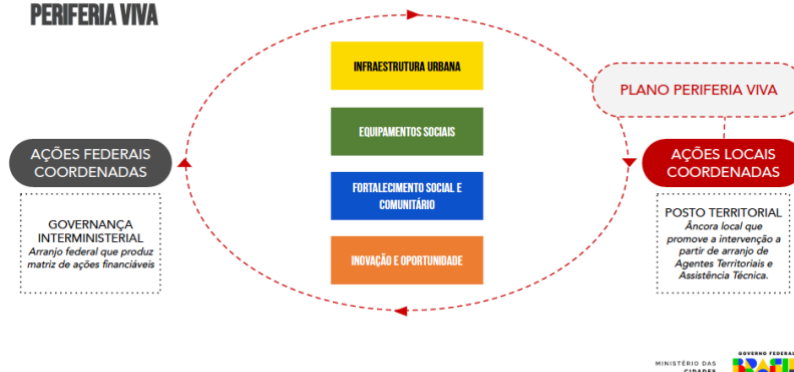 PERIFERIA VIVA
INFRAESTRUTURA URBANA
PLANO PERIFERIA VIVA
EQUIPAMENTOS SOCIAIS
AÇÕES FEDERAIS
COORDENADAS
AÇÕES LOCAIS
COORDENADAS
FORTALECIMENTO SOCIAL E
COMUNITÁRIO
GOVERNANÇA
INTERMINISTERIAL
Arranjo federal que produz
matriz de ações financiáveis
POSTO TERRITORIAL
Âncora local que
promove a intervenção a
partir de arranjo de
Agentes Territoriais e
Assistência Técnica.
INOVAÇÃO E OPORTUNIDADE
MINISTÉRIO DAS
CIDADES
GOVERNO FEDERAL
BRASIL